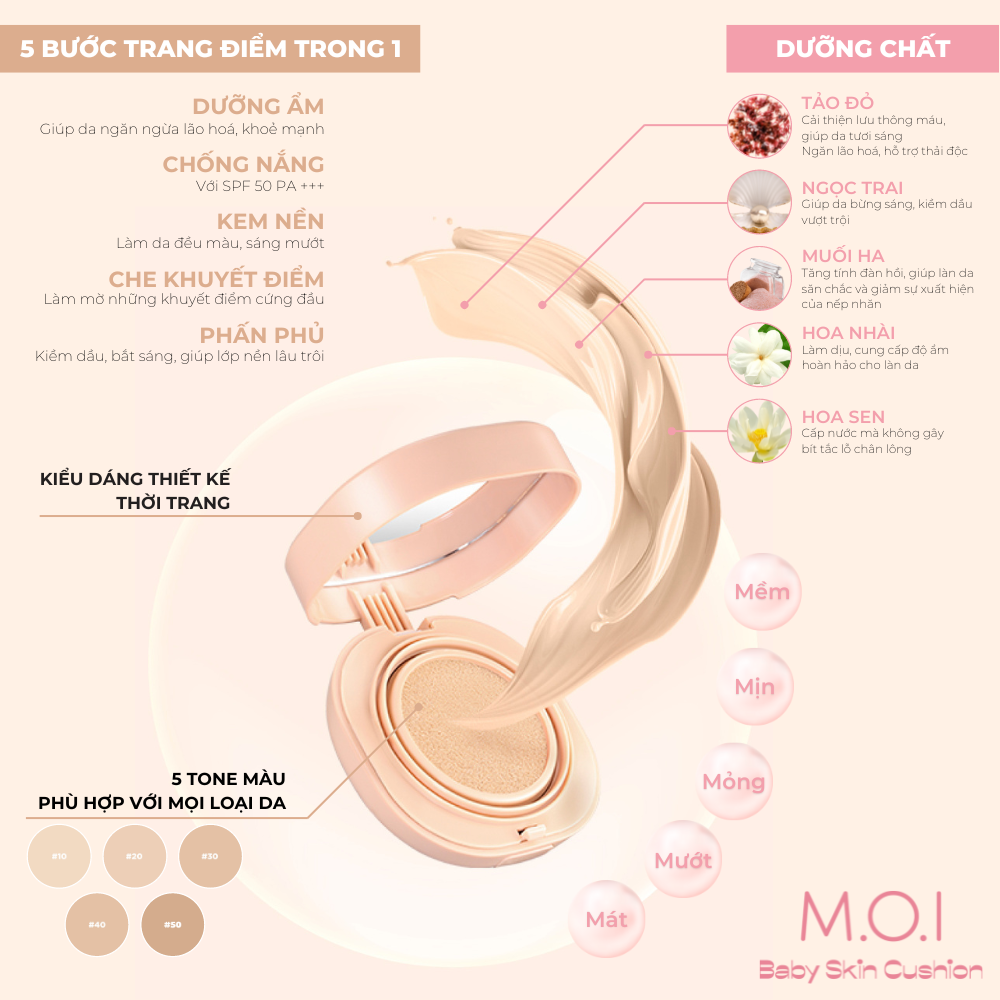 5 BƯỚC TRANG ĐIỂM TRONG 1
DƯỠNG ẨM
Giúp da ngăn ngừa lão hoá, khoẻ mạnh
CHỐNG NẮNG
Với SPF 50 PA +++
KEM NỀN
Làm da đều màu, sáng mướt
CHE KHUYẾT ĐIỂM
Làm mờ những khuyết điểm cứng đầu
PHẤN PHỦ
Kiềm dầu, bắt sáng, giúp lớp nền lâu trôi
DƯỠNG CHẤT
TẢO ĐỎ
Cải thiện lưu thông máu,
giúp da tươi sáng
Ngăn lão hoá, hỗ trợ thải độc
NGỌC TRAI
Giúp da bừng sáng, kiềm dầu
vượt trội
MUỐI HA
Tăng tính đàn hồi, giúp làn da
săn chắc và giảm sự xuất hiện
của nếp nhăn
HOA NHÀI
Làm dịu, cung cấp độ ẩm
hoàn hảo cho làn da
HOA SEN
Cấp nước mà không gây
bít tắc lỗ chân lông
KIỂU DÁNG THIẾT KẾ
THỜI TRANG
5 TONE MÀU
PHÙ HỢP VỚI MỌI LOẠI DA
#10
#20
#30
#40
#50
Mềm
Mịn
Mỏng
Mướt
Mát
M.O.I
Baby Skin Cushion